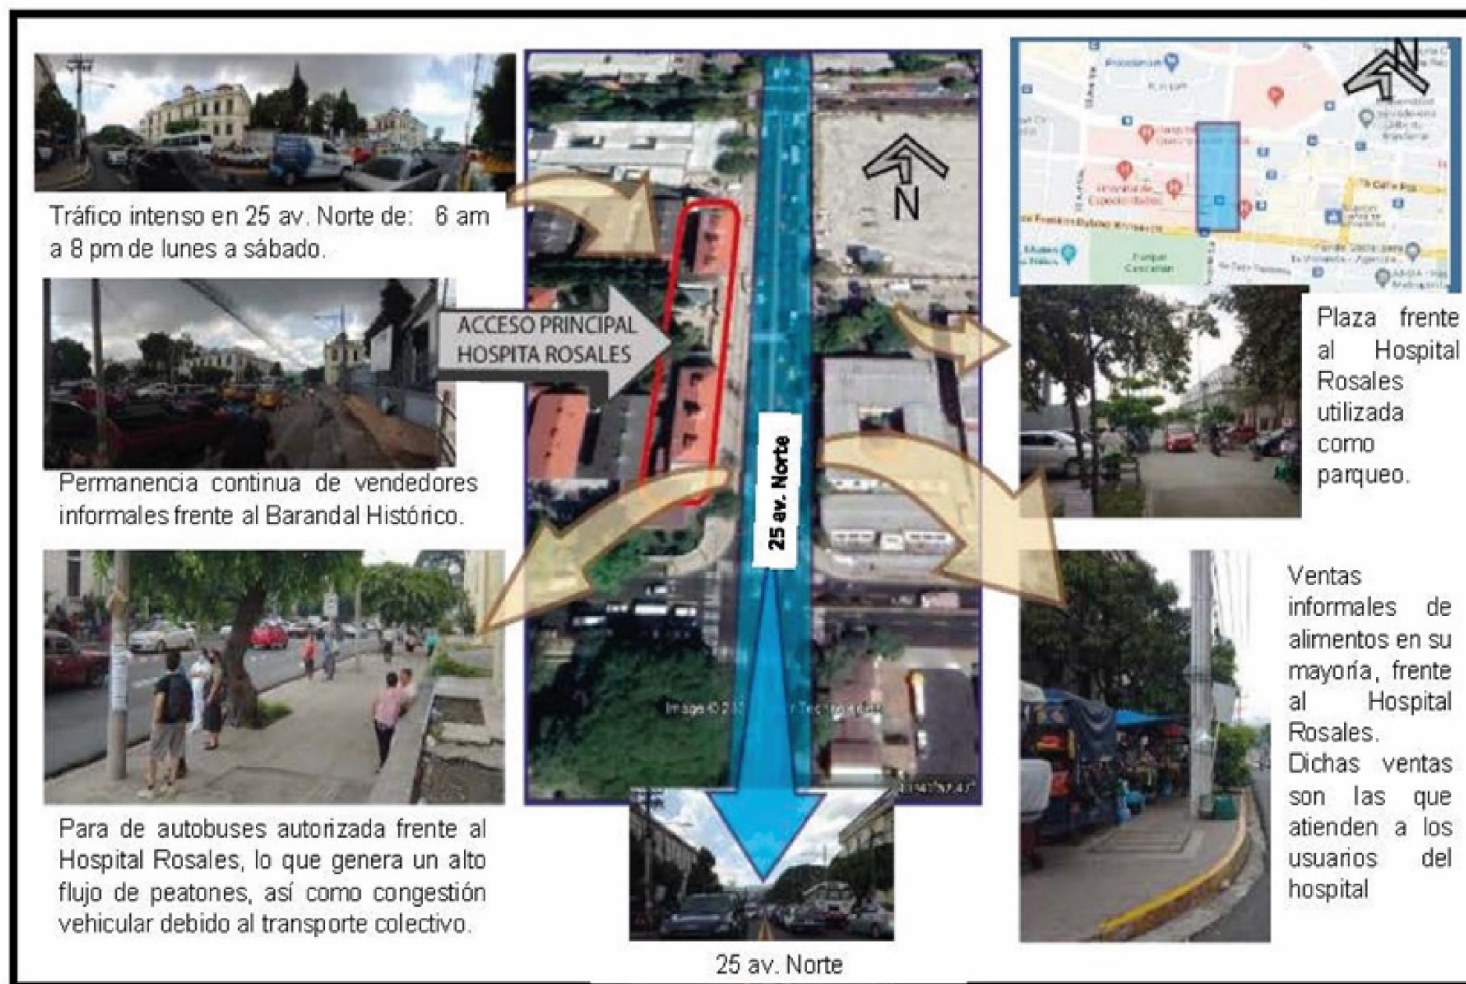 Tráfico intenso en 25 av. Norte de: 6 am
a 8 pm de lunes a sábado.
ACCESO PRINCIPAL
HOSPITA ROSALES
Permanencia continua de vendedores
informales frente al Barandal Histórico.
Para de autobuses autorizada frente al
Hospital Rosales, lo que genera un alto
flujo de peatones, así como congestión
vehicular debido al transporte colectivo.
N
25 av. Norte
Image ©
25 av. Norte
N
Plaza frente
al Hospital
Rosales
utilizada
como
parqueo.
Ventas
informales de
alimentos en su
mayoría, frente
al Hospital
Rosales.
Dichas ventas
son las que
atienden a los
usuarios del
hospital